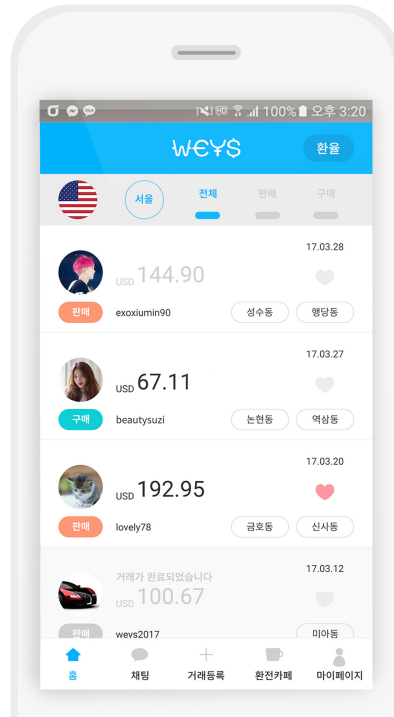 100% 오후 3:20
W€¥$
환율
서울 전체 판매 구매
17.03.28
USD 144.90
판매 exoxiumin90 성수동 행당동
17.03.27
USD 67.11
구매 beautysuzi 논현동 역삼동
17.03.20
USD 192.95
판매 lovely78 금호동 신사동
17.03.12
거래가 완료되었습니다
USD 100.67
판매 weys2017 미아동
홈 채팅 거래등록 환전카페 마이페이지